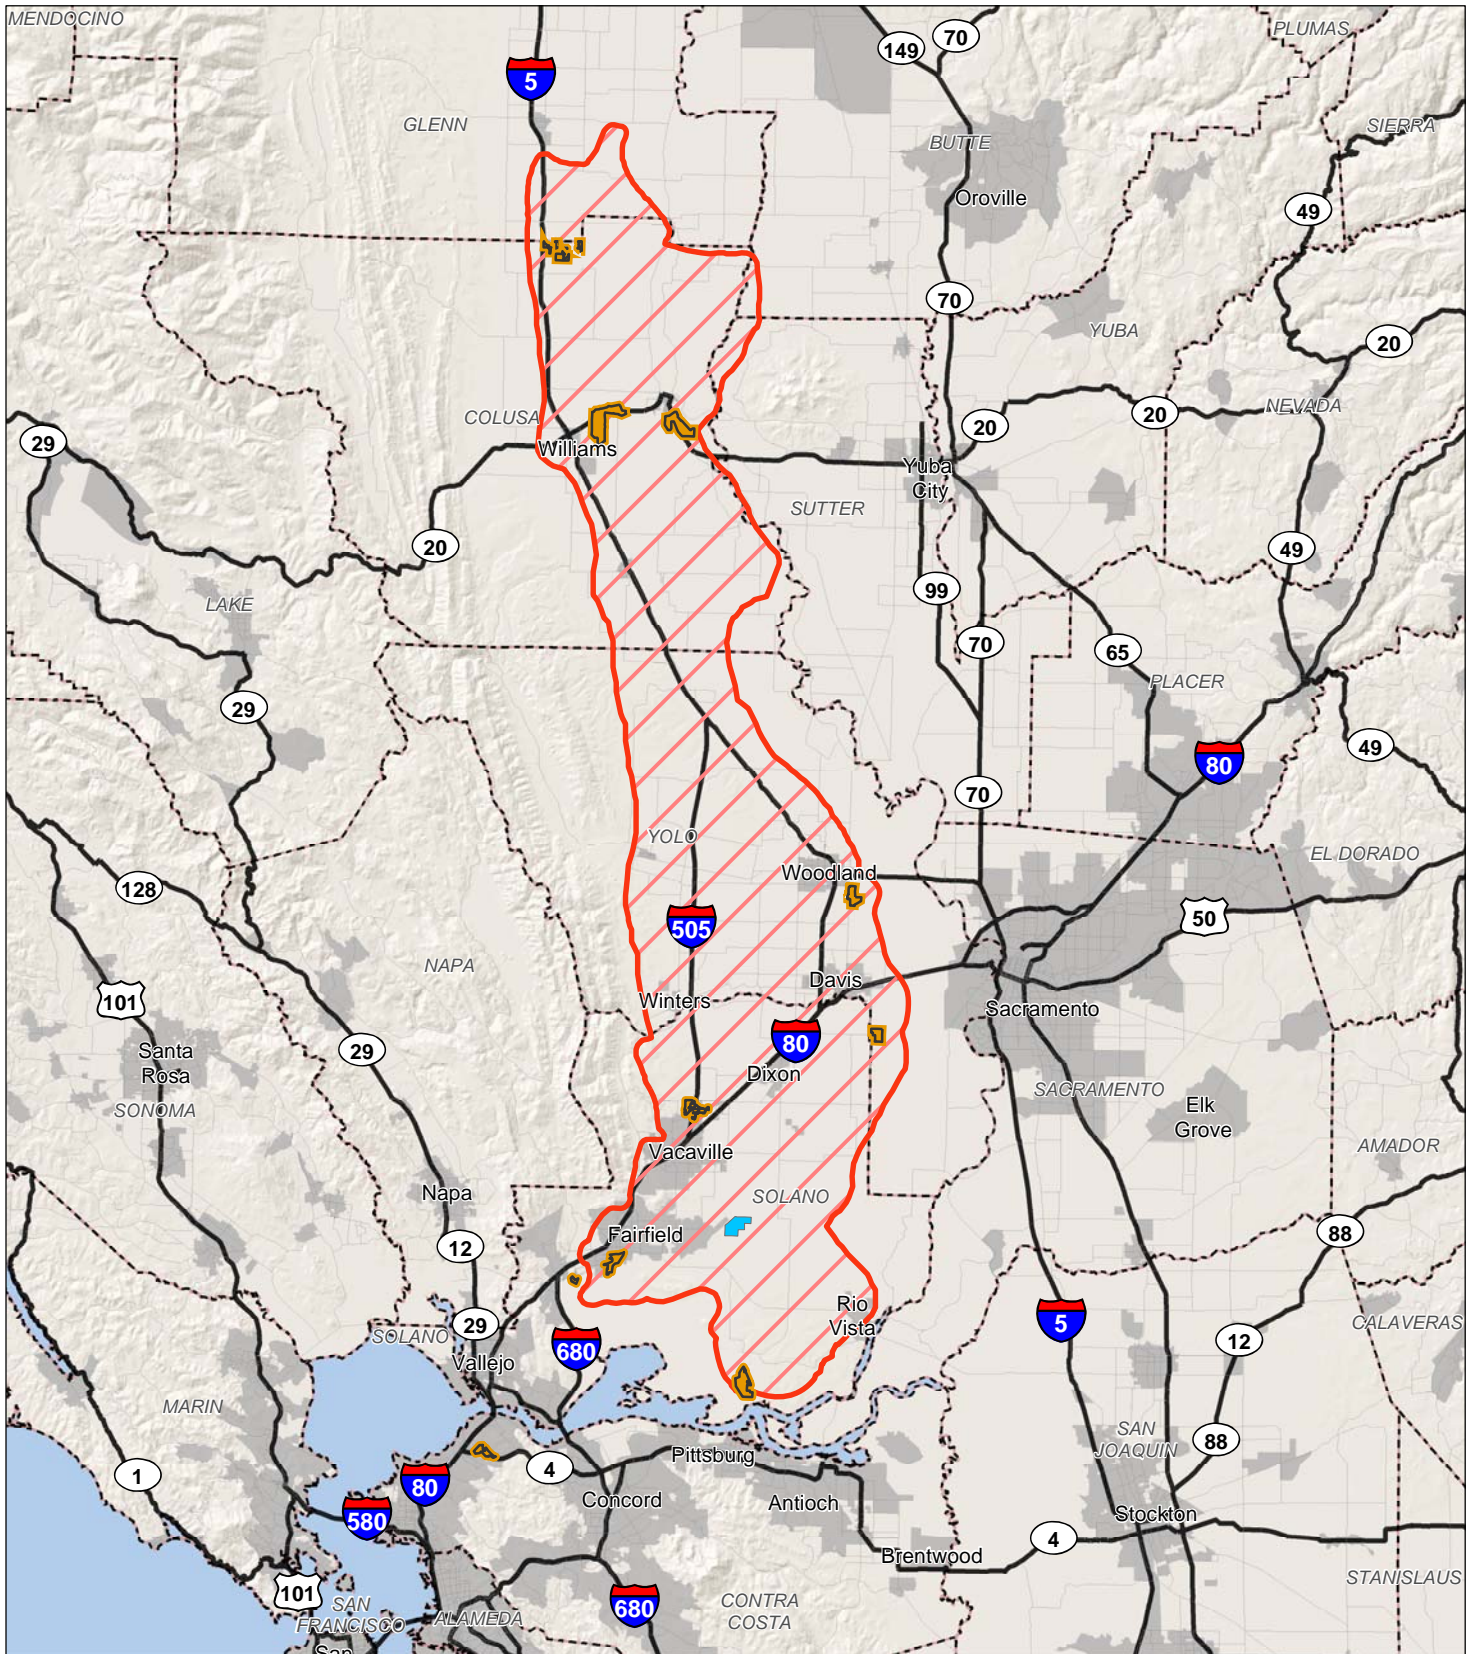 MENDOCINO
PLUMAS
70
149
5
GLENN
SIERRA
BUTTE
Oroville
49
70
YUBA
20
NEVADA
COLUSA
20
20
29
Williams
Yuba
City
SUTTER
20
49
99
LAKE
70
65
PLACER
29
49
80
70
YOLO
EL DORADO
Woodland
128
50
505
NAPA
Davis
Winters
101
Sacramento
80
Santa
Rosa
29
Dixon
SACRAMENTO
SONOMA
Elk
Grove
AMADOR
Vacaville
Napa
SOLANO
88
Fairfield
12
Rio
Vista
5
CALAVERAS
29
SOLANO
12
680
Vallejo
MARIN
SAN
JOAQUIN
88
Pittsburg
4
1
80
Concord
Antioch
580
Stockton
4
Brentwood
101
STANISLAUS
SAN
FRANCISCO
ALAMEDA
680
CONTRA
COSTA
San